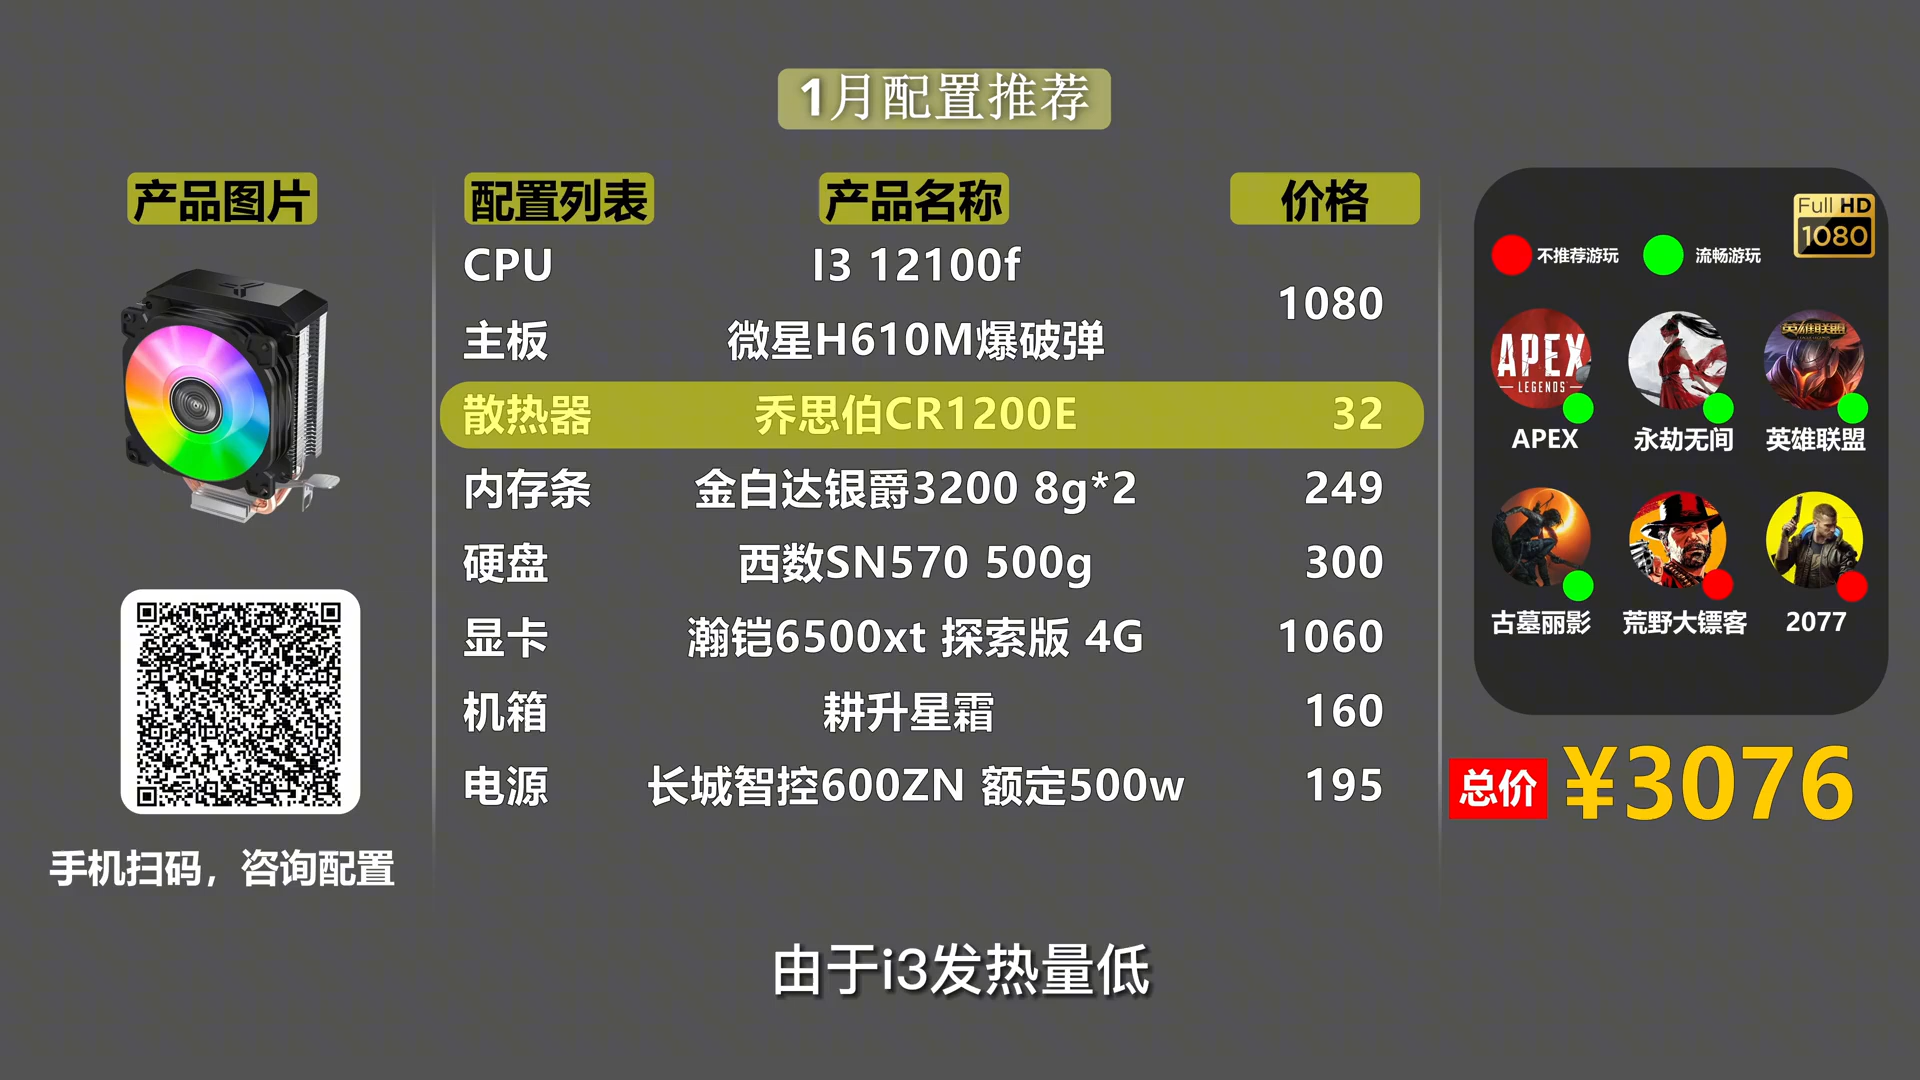 1月配置推荐
产品图片
配置列表 产品名称 价格
CPU I3 12100f
1080
主板 微星H610M爆破弹
散热器 乔思伯CR1200E 32
内存条 金百达银爵3200 8g*2 249
硬盘 西数SN570 500g 300
显卡 瀚铠6500xt 探索版 4G 1060
机箱 耕升星霜 160
电源 长城智控600ZN 额定500w 195
手机扫码，咨询配置
Full HD
1080
不推荐游玩 流畅游玩
APEX
LEGENDS
英雄联盟
APEX 永劫无间 英雄联盟
古墓丽影 荒野大镖客 2077
总价 ¥3076
由于i3发热量低